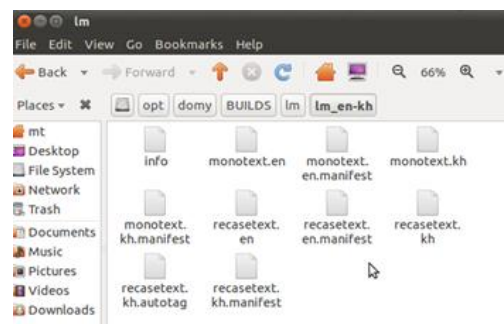 lm
File Edit View Go Bookmarks Help
Back Forward 66%
Places opt domy BUILDS lm lm_en-kh
mt
Desktop
File System
Network
Trash
Documents
Music
Pictures
Videos
Downloads
info monotext.en monotext. monotext.kh
en.manifest
monotext. recasetext. recasetext. recasetext.
kh.manifest en en.manifest kh
recasetext. recasetext.
kh.autotag kh.manifest